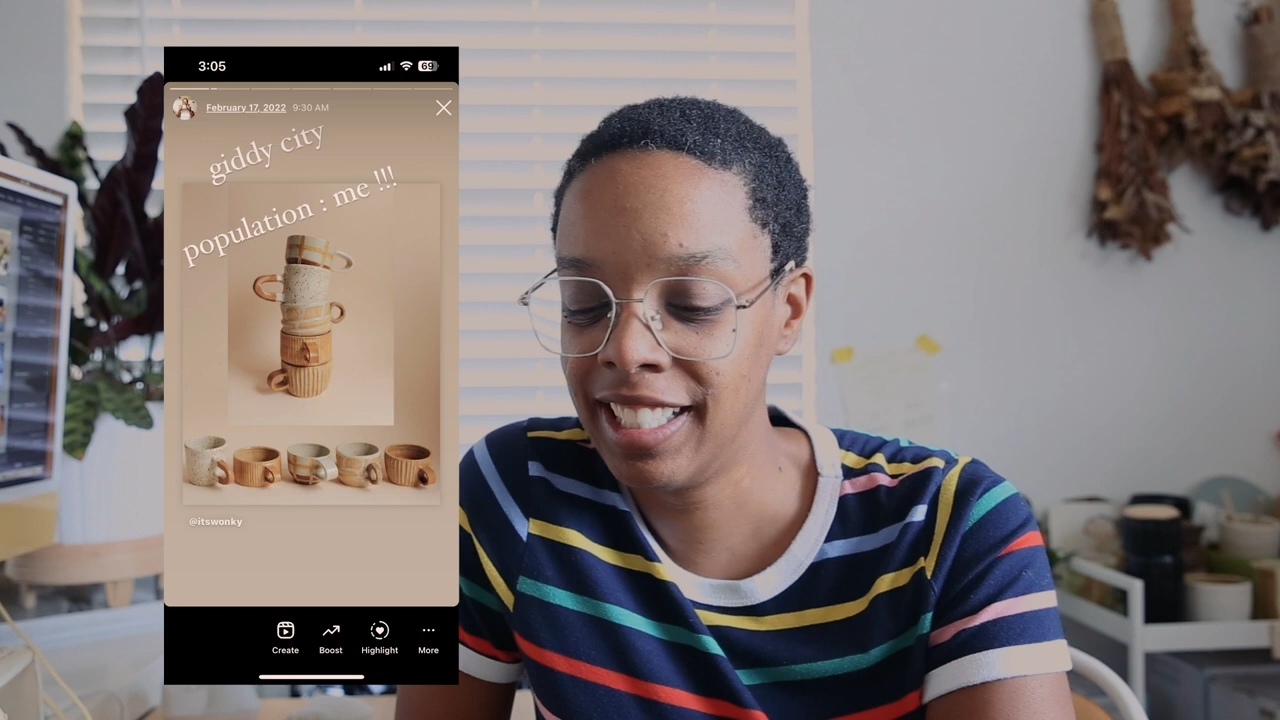 3:05
69
February 17, 2022 9:30 AM
giddy city
population : me !!!
@itswonky
Create
Boost
Highlight
More